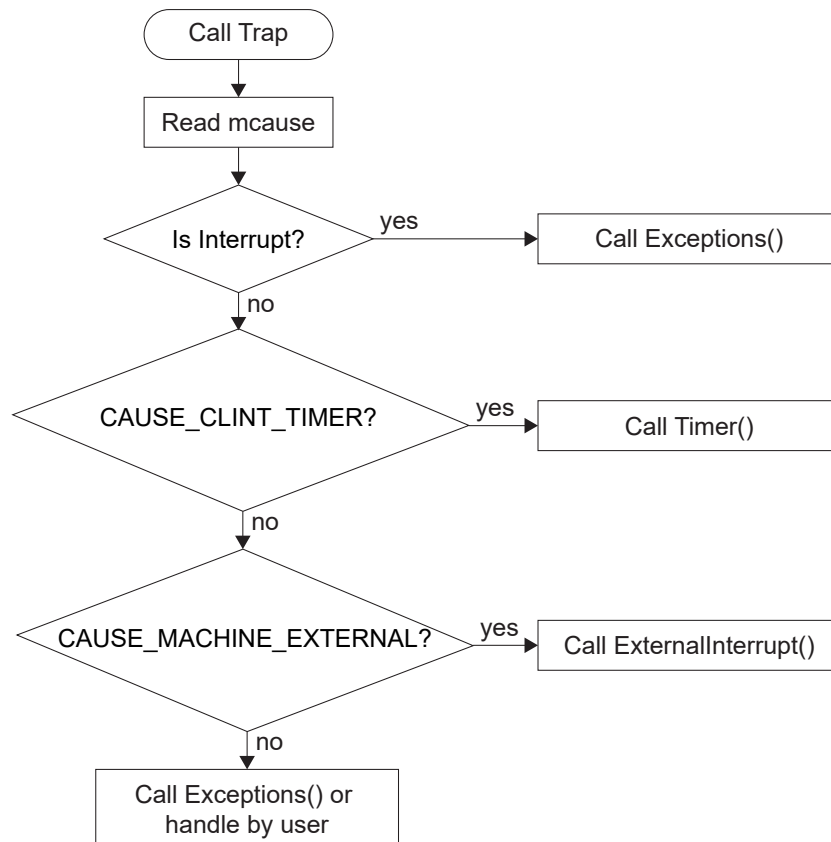 Call Trap
Read mcause
Is Interrupt?
yes
Call Exceptions()
no
CAUSE_CLINT_TIMER?
yes
Call Timer()
no
CAUSE_MACHINE_EXTERNAL?
yes
Call ExternalInterrupt()
no
Call Exceptions() or
handle by user